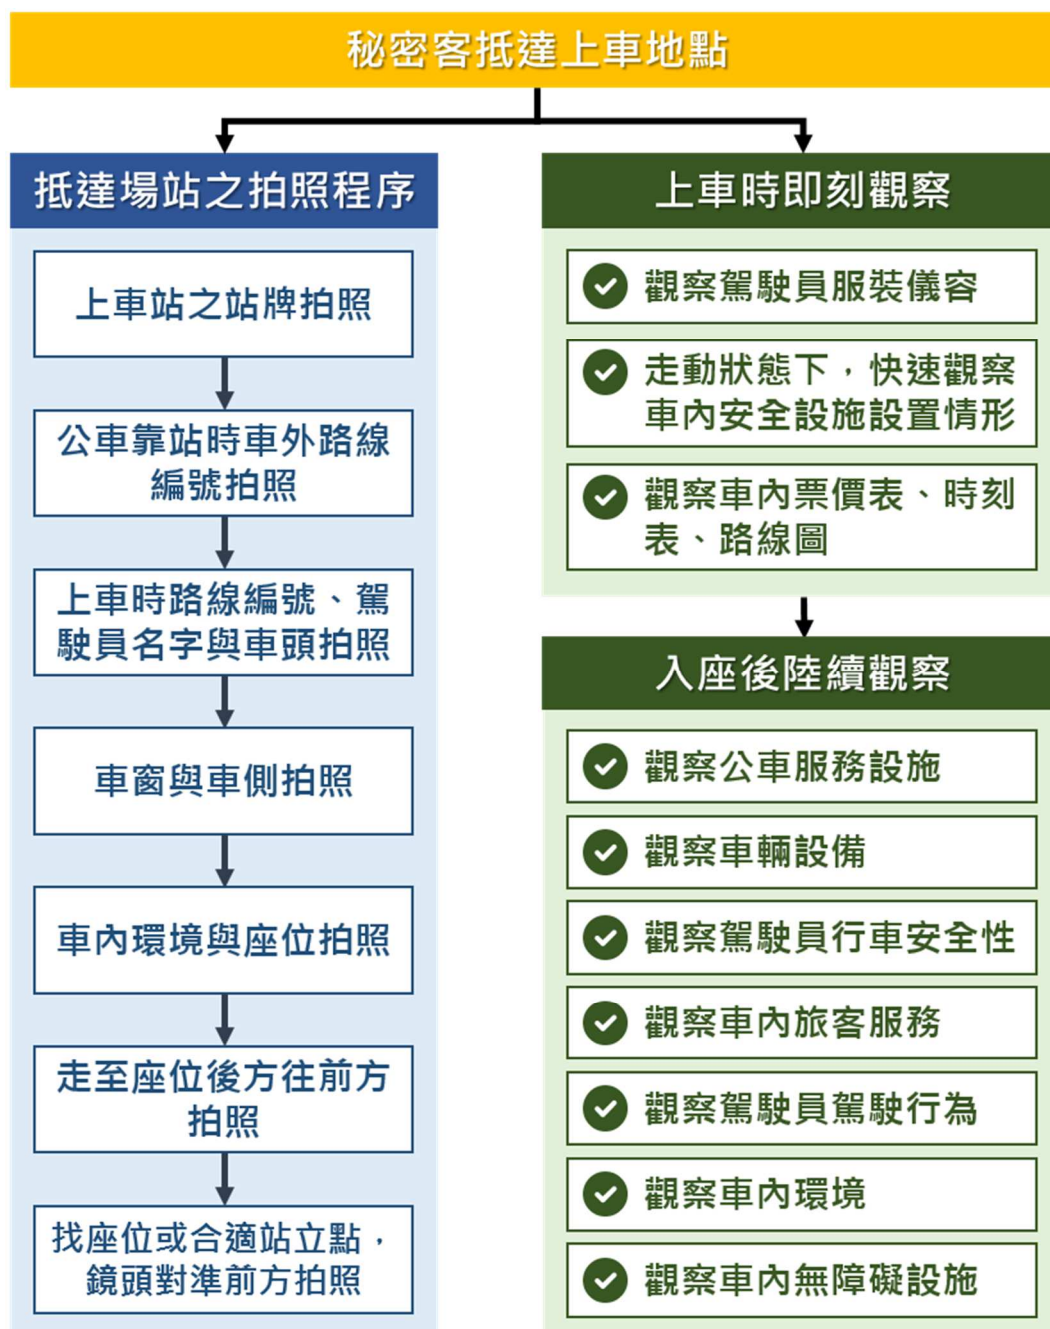 秘密客抵達上車地點
抵達場站之拍照程序
上車站之站牌拍照
公車靠站時車外路線
編號拍照
上車時路線編號、駕
駛員名字與車頭拍照
車窗與車側拍照
車內環境與座位拍照
走至座位後方往前方
拍照
找座位或合適站立點，
鏡頭對準前方拍照
上車時即刻觀察
觀察駕駛員服裝儀容
走動狀態下，快速觀察
車內安全設施設置情形
觀察車內票價表、時刻
表、路線圖
入座後陸續觀察
觀察公車服務設施
觀察車輛設備
觀察駕駛員行車安全性
觀察車內旅客服務
觀察駕駛員駕駛行為
觀察車內環境
觀察車內無障礙設施